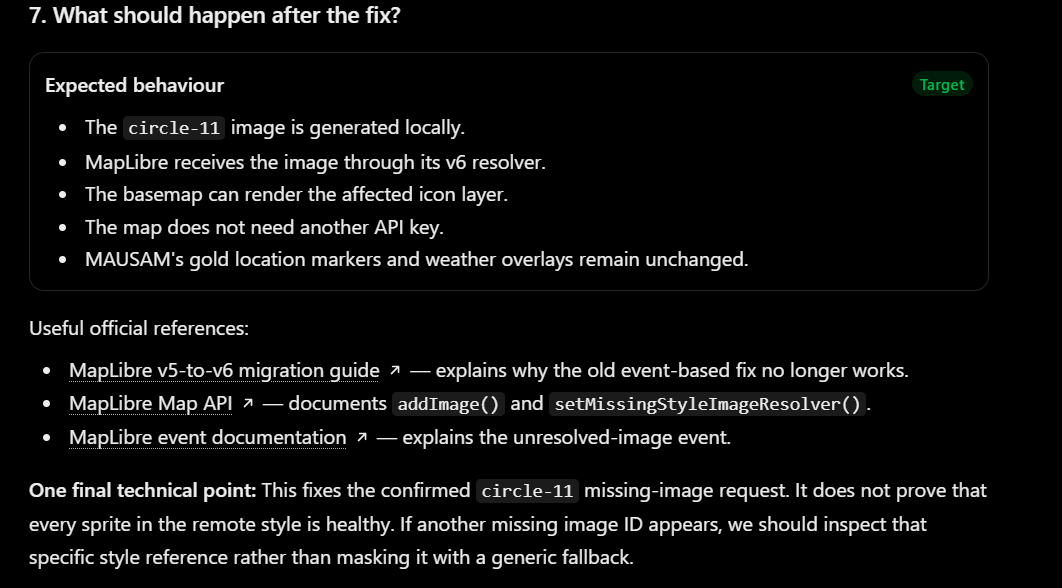 7. What should happen after the fix?
Expected behaviour
Target
• The circle-11 image is generated locally.
• MapLibre receives the image through its v6 resolver.
• The basemap can render the affected icon layer.
• The map does not need another API key.
• MAUSAM's gold location markers and weather overlays remain unchanged.
Useful official references:
• MapLibre v5-to-v6 migration guide ↗ — explains why the old event-based fix no longer works.
• MapLibre Map API ↗ — documents addImage() and setMissingStyleImageResolver().
• MapLibre event documentation ↗ — explains the unresolved-image event.
One final technical point: This fixes the confirmed circle-11 missing-image request. It does not prove that
every sprite in the remote style is healthy. If another missing image ID appears, we should inspect that
specific style reference rather than masking it with a generic fallback.